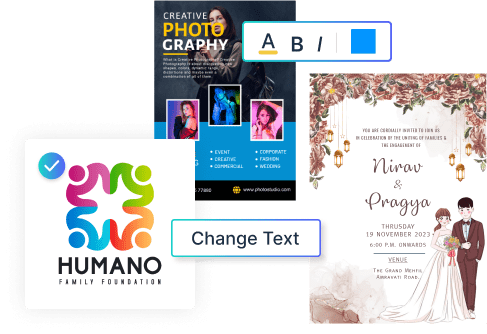 CREATIVE
PHOTO
GRAPHY
A B I
EVENT
CREATIVE
COMMERCIAL
CORPORATE
FASHION
WEDDING
77880
www.photostudio.com
HUMANO
FAMILY FOUNDATION
Change Text
YOU ARE CORDIALLY INVITED TO JOIN US
IN CELEBRATION OF THE UNITING OF FAMILIES &
THE ENGAGEMENT OF
Nirav
&
Pragya
THRUSDAY
19 NOVEMBER 2023
6:00 P.M. ONWARDS
VENUE
The Grand Mehfil,
Amravati Road.